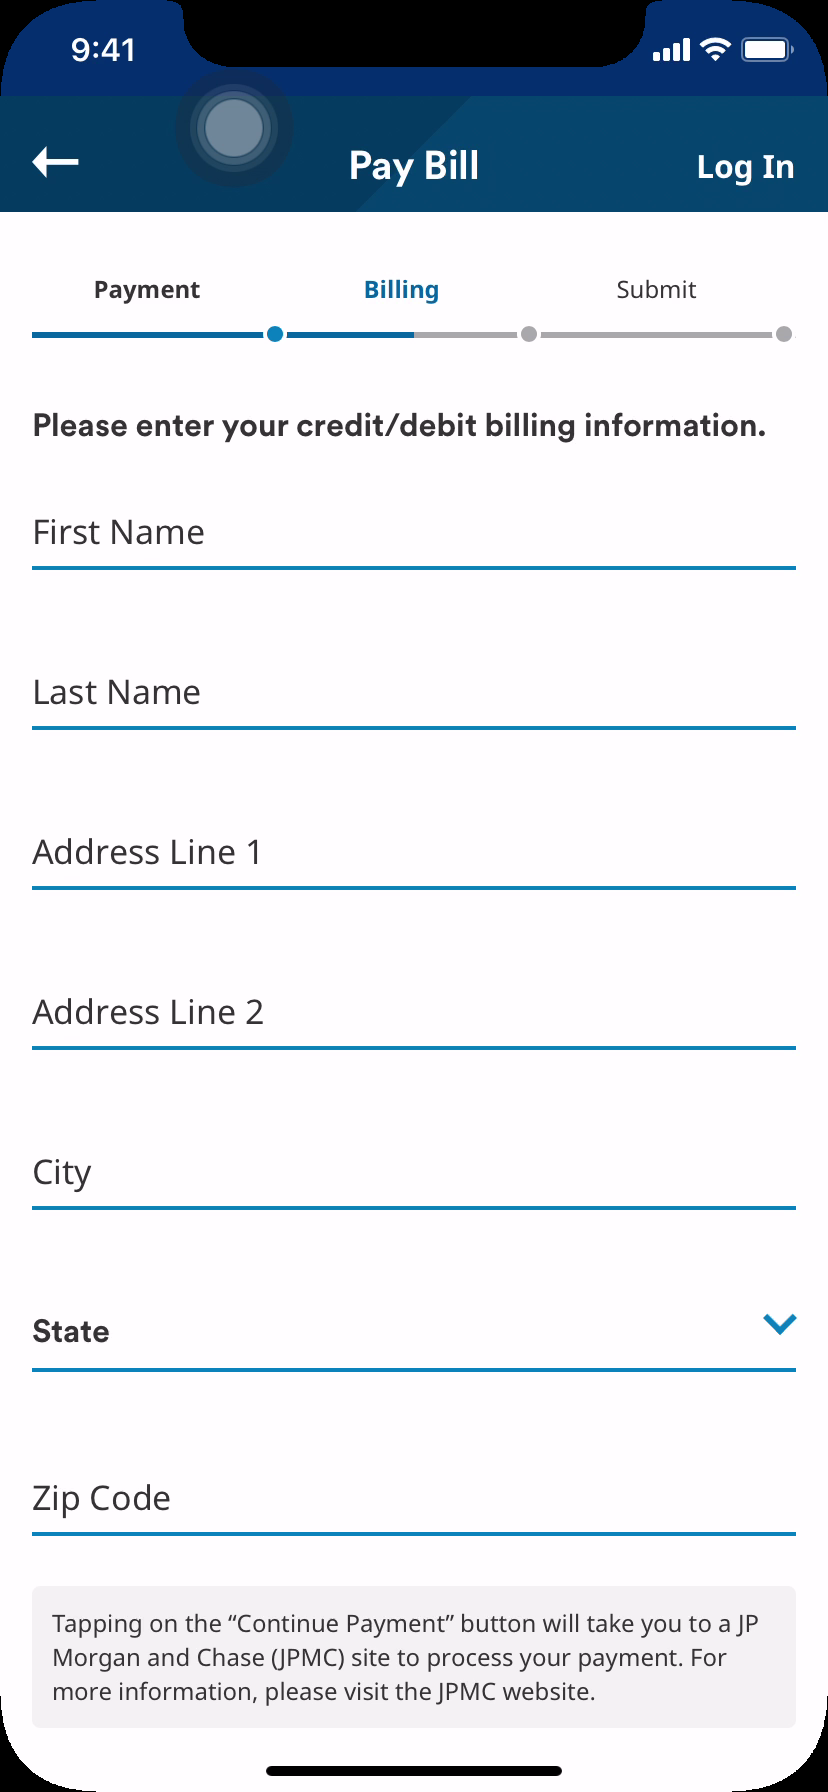 9:41
Pay Bill
Log In
Payment
Billing
Submit
Please enter your credit/debit billing information.
First Name
Last Name
Address Line 1
Address Line 2
City
State
Zip Code
Tapping on the “Continue Payment” button will take you to a JP
Morgan and Chase (JPMC) site to process your payment. For
more information, please visit the JPMC website.